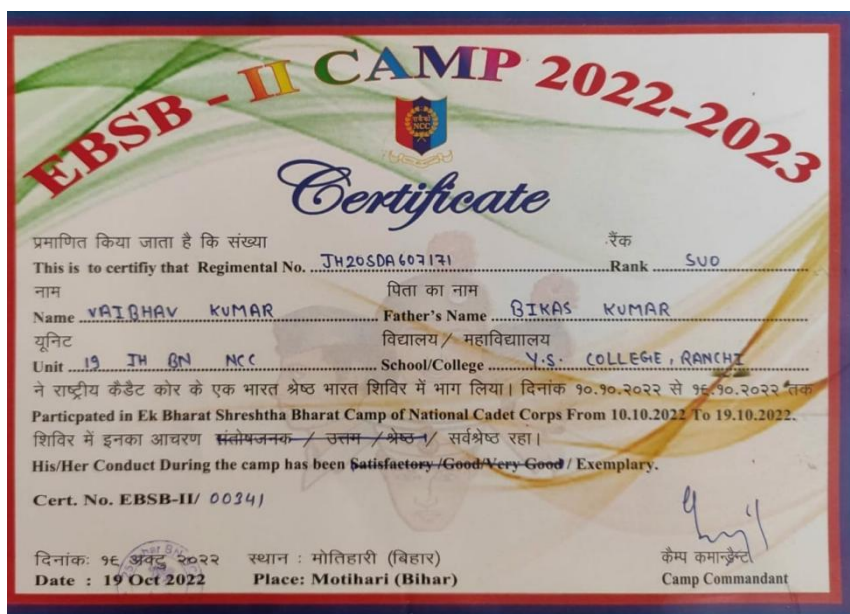 EBSB - II CAMP 2022-2023
एनसीसी
NCC
Certificate
प्रमाणित किया जाता है कि संख्या रैंक
This is to certifiy that Regimental No. JH20SDA607171 Rank SUO
नाम पिता का नाम
Name VAIBHAV KUMAR Father's Name BIKAS KUMAR
यूनिट विद्यालय / महाविद्याालय
Unit 19 JH BN NCC School/College Y.S. COLLEGE, RANCHI
ने राष्ट्रीय कैडैट कोर के एक भारत श्रेष्ठ भारत शिविर में भाग लिया। दिनांक १०.१०.२०२२ से १९.१०.२०२२ तक
Particpated in Ek Bharat Shreshtha Bharat Camp of National Cadet Corps From 10.10.2022 To 19.10.2022.
शिविर में इनका आचरण संतोषजनक / उत्तम / श्रेष्ठ / सर्वश्रेष्ठ रहा।
His/Her Conduct During the camp has been Satisfactory /Good/Very Good / Exemplary.
Cert. No. EBSB-II/ 00341
दिनांकः १९ अक्टू २०२२ स्थान : मोतिहारी (बिहार) कैम्प कमान्डैन्ट
Date : 19 Oct 2022 Place: Motihari (Bihar) Camp Commandant